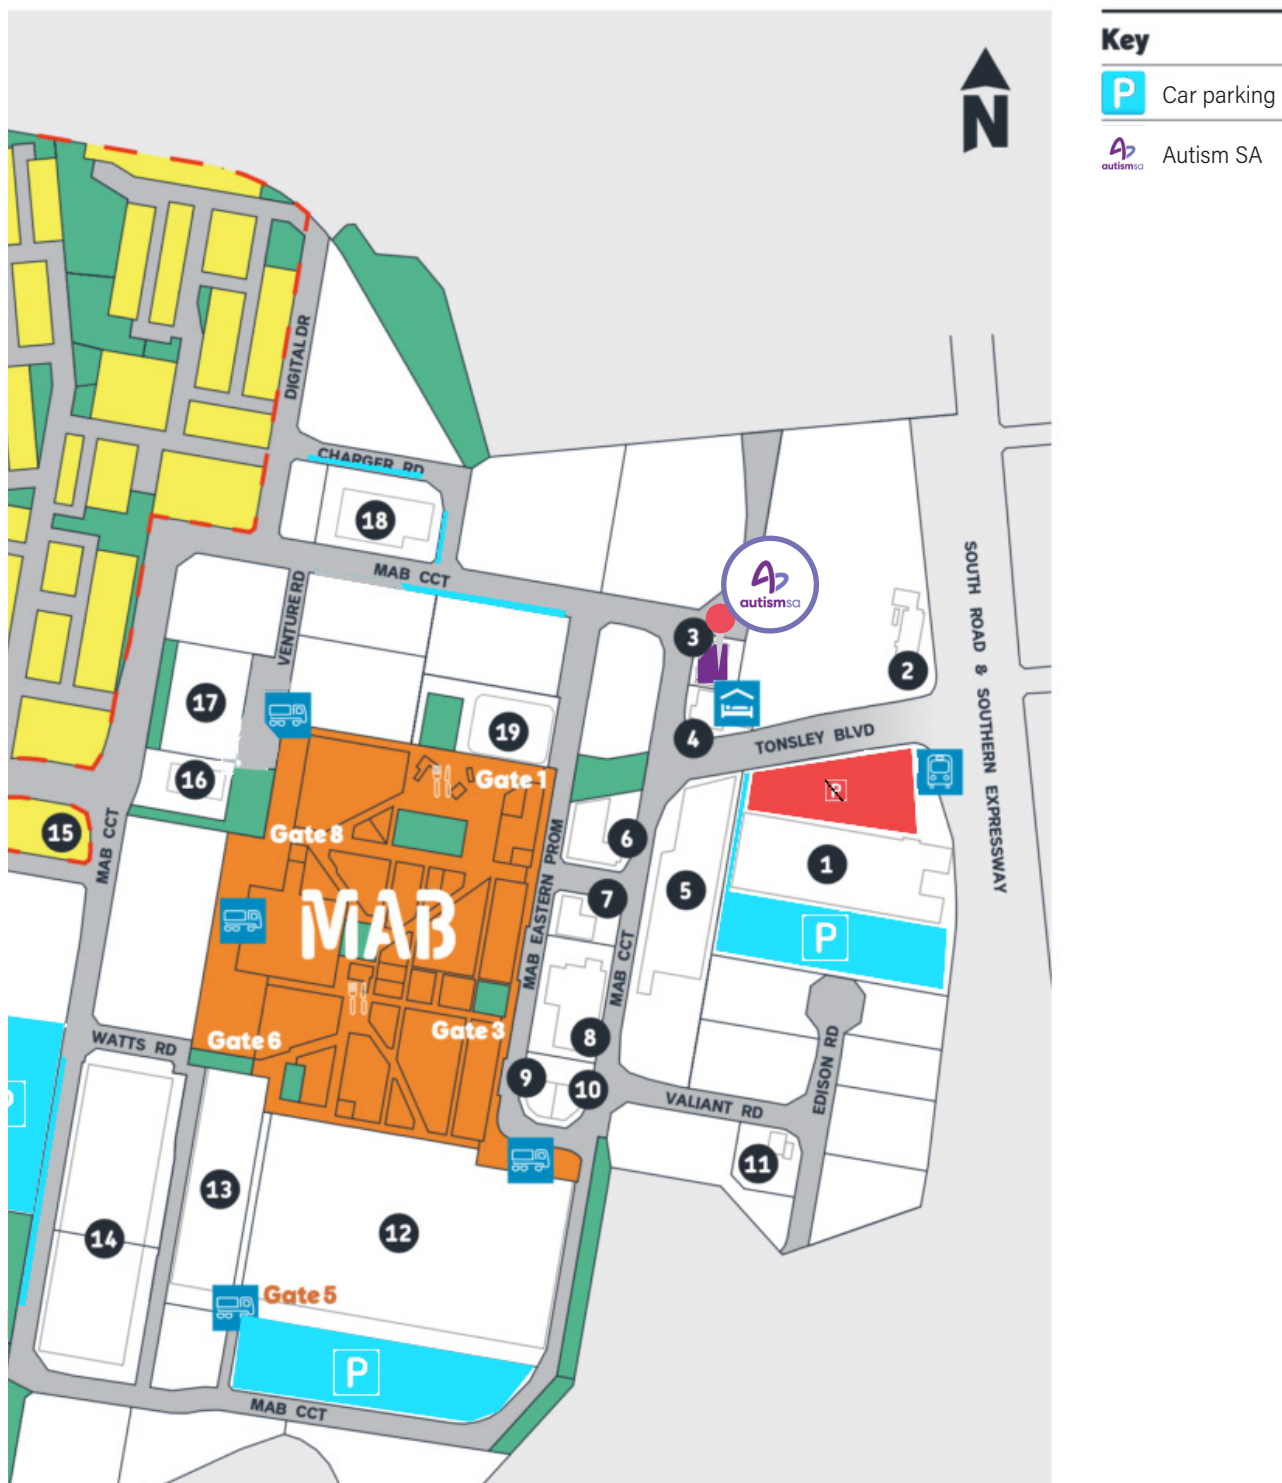 Key
P Car parking
autismsa Autism SA
N
DIGITAL DR
CHARGER RD
18
MAB CCT
VENTURE RD
autismsa
3
2
SOUTH ROAD & SOUTHERN EXPRESSWAY
17
4
TONSLEY BLVD
19
16
Gate 1
P
15
MAB CCT
Gate 8
6
MAB EASTERN PROM
1
5
7
MAB
P
MAB CCT
Gate 6
Gate 3
WATTS RD
8
EDISON RD
9
10
VALIANT RD
P
11
13
12
14
Gate 5
P
MAB CCT